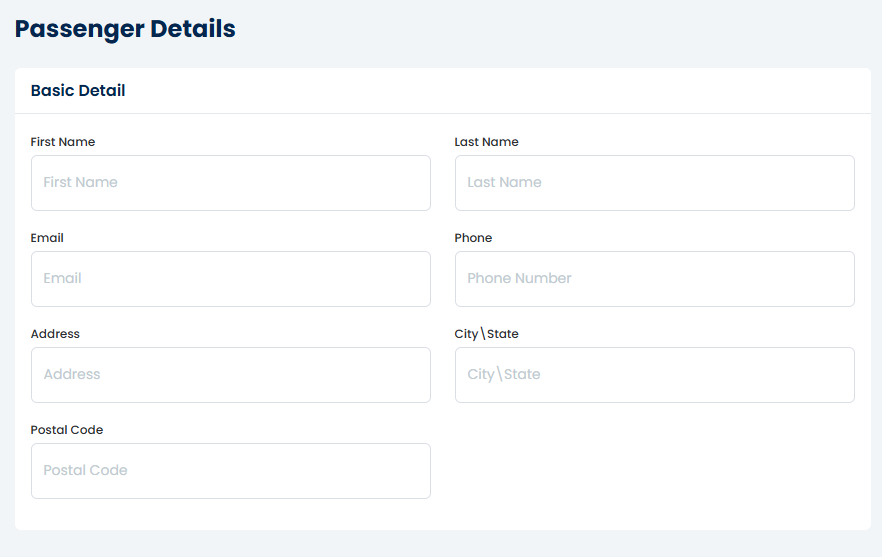 Passenger Details
Basic Detail
First Name
Last Name
First Name
Last Name
Email
Phone
Email
Phone Number
Address
City\State
Address
City\State
Postal Code
Postal Code